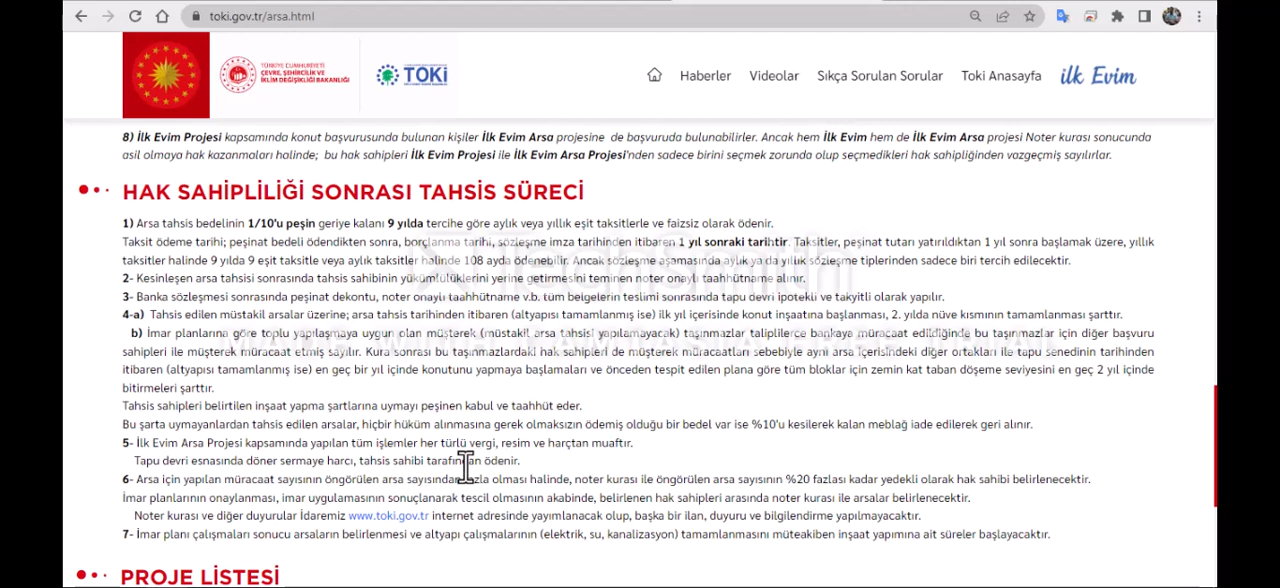 toki.gov.tr/arsa.html
TÜRKİYE CUMHURİYETİ
ÇEVRE, ŞEHİRCİLİK VE
İKLİM DEĞİŞİKLİĞİ BAKANLIĞI
TOKİ
Haberler Videolar Sıkça Sorulan Sorular Toki Anasayfa ilk Evim
8) İlk Evim Projesi kapsamında konut başvurusunda bulunan kişiler İlk Evim Arsa projesine de başvuruda bulunabilirler. Ancak hem İlk Evim hem de İlk Evim Arsa projesi Noter kurası sonucunda
asil olmaya hak kazanmaları halinde; bu hak sahipleri İlk Evim Projesi ile İlk Evim Arsa Projesi'nden sadece birini seçmek zorunda olup seçmedikleri hak sahipliğinden vazgeçmiş sayılırlar.
HAK SAHİPLİLİĞİ SONRASI TAHSİS SÜRECİ
1) Arsa tahsis bedelinin 1/10'u peşin geriye kalanı 9 yılda tercihe göre aylık veya yıllık eşit taksitlerle ve faizsiz olarak ödenir.
Taksit ödeme tarihi; peşinat bedeli ödendikten sonra, borçlanma tarihi, sözleşme imza tarihinden itibaren 1 yıl sonraki tarihtir. Taksitler, peşinat tutarı yatırıldıktan 1 yıl sonra başlamak üzere, yıllık
taksitler halinde 9 yılda 9 eşit taksitle veya aylık taksitler halinde 108 ayda ödenebilir. Ancak sözleşme aşamasında aylık ya da yıllık sözleşme tiplerinden sadece biri tercih edilecektir.
2- Kesinleşen arsa tahsisi sonrasında tahsis sahibinin yükümlülüklerini yerine getirmesini teminen noter onaylı taahhütname alınır.
3- Banka sözleşmesi sonrasında peşinat dekontu, noter onaylı taahhütname v.b. tüm belgelerin teslimi sonrasında tapu devri ipotekli ve takyitli olarak yapılır.
4-a) Tahsis edilen müstakil arsalar üzerine; arsa tahsis tarihinden itibaren (altyapısı tamamlanmış ise) ilk yıl içerisinde konut inşaatına başlanması, 2. yılda nüve kısmının tamamlanması şarttır.
b) İmar planlarına göre toplu yapılaşmaya uygun olan müşterek (müstakil arsa tahsisi yapılamayacak) taşınmazlar taliplilerce bankaya müracaat edildiğinde bu taşınmazlar için diğer başvuru
sahipleri ile müşterek müracaat etmiş sayılır. Kura sonrası bu taşınmazlardaki hak sahipleri de müşterek müracaatları sebebiyle aynı arsa içerisindeki diğer ortakları ile tapu senedinin tarihinden
itibaren (altyapısı tamamlanmış ise) en geç bir yıl içinde konutunu yapmaya başlamaları ve önceden tespit edilen plana göre tüm bloklar için zemin kat taban döşeme seviyesini en geç 2 yıl içinde
bitirmeleri şarttır.
Tahsis sahipleri belirtilen inşaat yapma şartlarına uymayı peşinen kabul ve taahhüt eder.
Bu şarta uymayanlardan tahsis edilen arsalar, hiçbir hüküm alınmasına gerek olmaksızın ödemiş olduğu bir bedel var ise %10'u kesilerek kalan meblağ iade edilerek geri alınır.
5- İlk Evim Arsa Projesi kapsamında yapılan tüm işlemler her türlü vergi, resim ve harçtan muaftır.
Tapu devri esnasında döner sermaye harcı, tahsis sahibi tarafından ödenir.
6- Arsa için yapılan müracaat sayısının öngörülen arsa sayısından fazla olması halinde, noter kurası ile öngörülen arsa sayısının %20 fazlası kadar yedekli olarak hak sahibi belirlenecektir.
İmar planlarının onaylanması, imar uygulamasının sonuçlanarak tescil olmasının akabinde, belirlenen hak sahipleri arasında noter kurası ile arsalar belirlenecektir.
Noter kurası ve diğer duyurular İdaremiz www.toki.gov.tr internet adresinde yayımlanacak olup, başka bir ilan, duyuru ve bilgilendirme yapılmayacaktır.
7- İmar planı çalışmaları sonucu arsaların belirlenmesi ve altyapı çalışmalarının (elektrik, su, kanalizasyon) tamamlanmasını müteakiben inşaat yapımına ait süreler başlayacaktır.
PROJE LİSTESİ
TechSmith
MADE WITH CAMTASIA FREE TRIAL